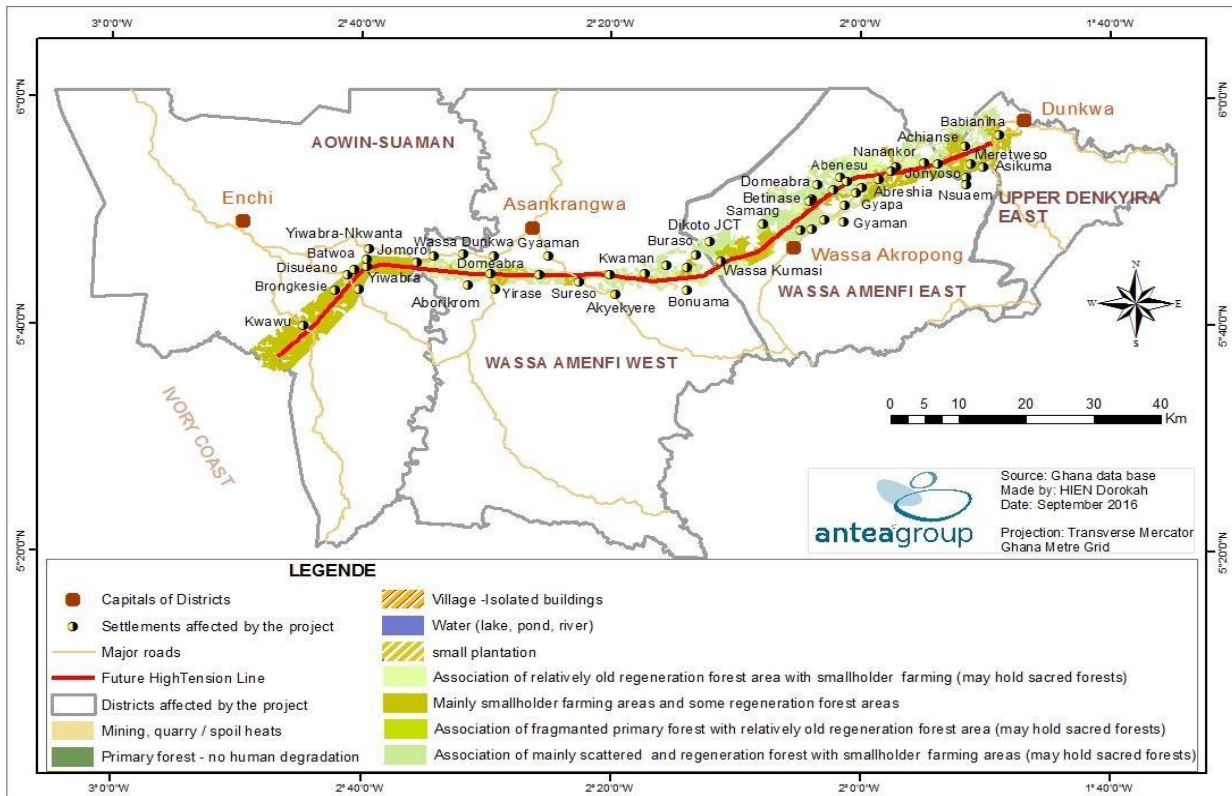 3°0'0"
2°40'0"
2°20'0"
2°0'0"
1°40'0"
6°0'0"N
6°0'0"N
Dunkwa
Babianiha
Achianse
AOWIN-SUAMAN
Nanankor
Meretweso
Abenesu
Asikuma
Domeabra
Jonyoso
Enchi
Betinase
Abreshia
Nsuaem
UPPER DENKYIRA
EAST
Asankrangwa
Samang
Gyapa
Dikoto JCT
Gyaman
Yiwabra-Nkwanta
Buraso
Batwoa
Jomoro
Wassa Dunkwa
Gyaaman
Wassa Akropong
Disueano
Domeabra
Kwaman
Wassa Kumasi
Yiwabra
Brongkesie
WASSA AMENFI EAST
Aborikrom
Yirase
Sureso
Bonuama
Akyekyere
Kwawu
N
W
E
S
5°40'0"N
5°40'0"N
WASSA AMENFI WEST
IVORY COAST
0 5 10 20 30 40
Km
anteagroup
Source: Ghana data base
Made by: HIEN Dorokah
Date: September 2016
Projection: Transverse Mercator
Ghana Metre Grid
5°20'0"N
5°20'0"N
LEGENDE
Capitals of Districts
Settlements affected by the project
Major roads
Future HighTension Line
Districts affected by the project
Mining, quarry / spoil heats
Primary forest - no human degradation
Village -Isolated buildings
Water (lake, pond, river)
small plantation
Association of relatively old regeneration forest area with smallholder farming (may hold sacred forests)
Mainly smallholder farming areas and some regeneration forest areas
Association of fragmanted primary forest with relatively old regeneration forest area (may hold sacred forests)
Association of mainly scattered and regeneration forest with smallholder farming areas (may hold sacred forests)
3°0'0"
2°40'0"
2°20'0"
2°0'0"
1°40'0"